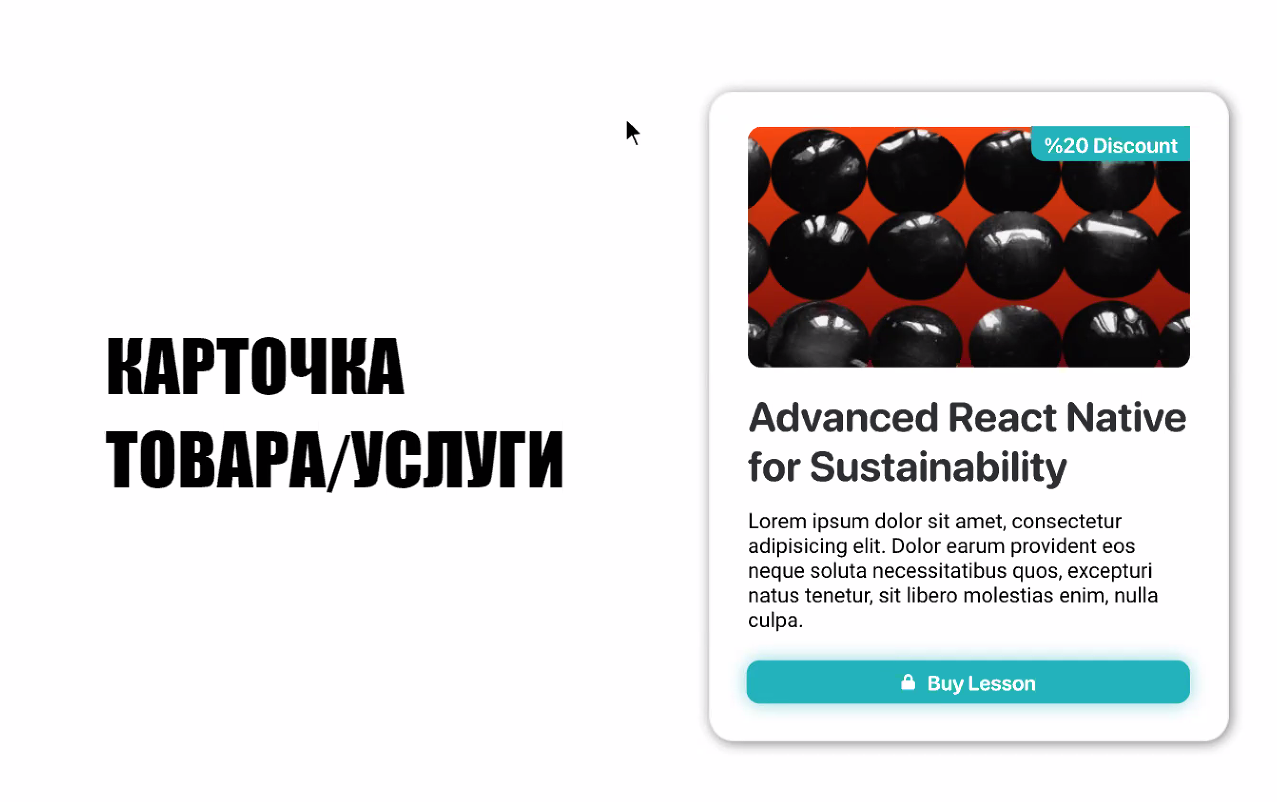 КАРТОЧКА
ТОВАРА/УСЛУГИ
%20 Discount
Advanced React Native
for Sustainability
Lorem ipsum dolor sit amet, consectetur
adipisicing elit. Dolor earum provident eos
neque soluta necessitatibus quos, excepturi
natus tenetur, sit libero molestias enim, nulla
culpa.
Buy Lesson